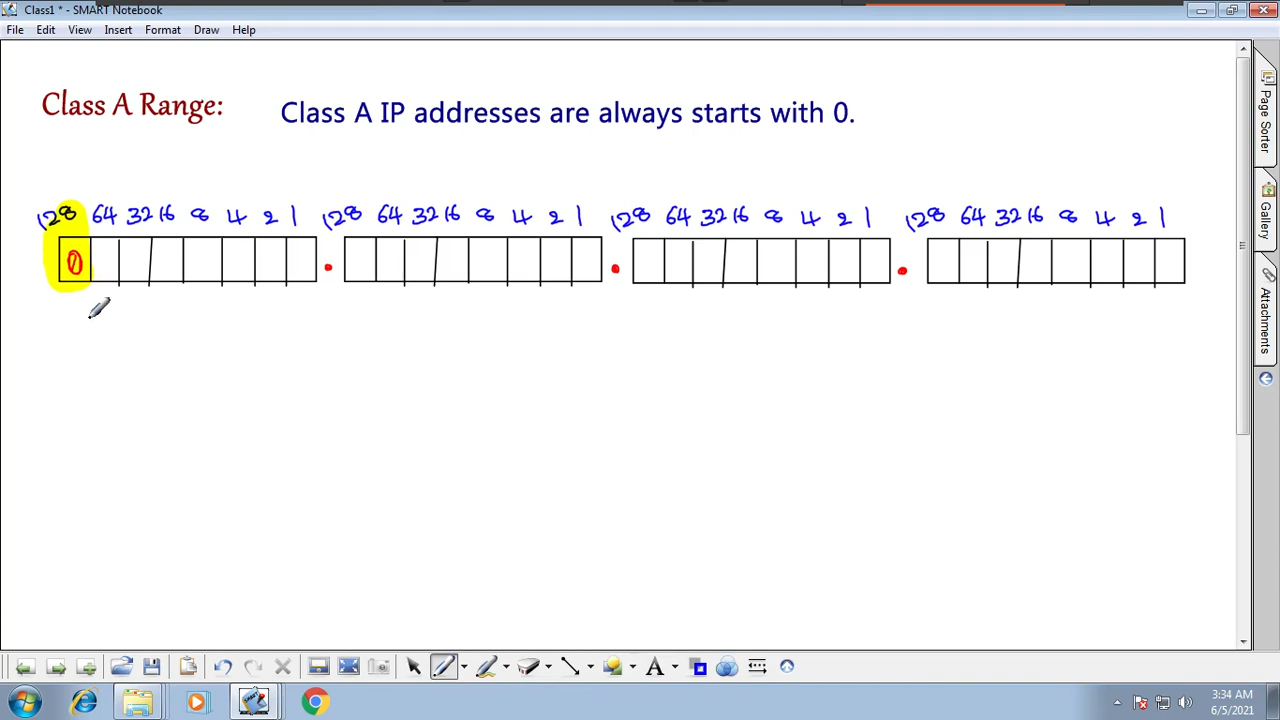 Class1 * - SMART Notebook
File Edit View Insert Format Draw Help
Class A Range: Class A IP addresses are always starts with 0.
128 64 32 16 8 4 2 1 128 64 32 16 8 4 2 1 128 64 32 16 8 4 2 1 128 64 32 16 8 4 2 1
0 . . .
Page Sorter
Gallery
Attachments
A
3:34 AM
6/5/2021